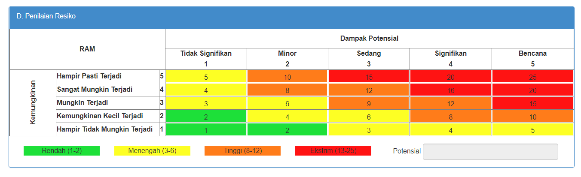 D. Penilaian Resiko
RAM
Dampak Potensial
Tidak Signifikan Minor Sedang Signifikan Bencana
1 2 3 4 5
Kemungkinan
Hampir Pasti Terjadi 5 5 10 15 20 25
Sangat Mungkin Terjadi 4 4 8 12 16 20
Mungkin Terjadi 3 3 6 9 12 15
Kemungkinan Kecil Terjadi 2 2 4 6 8 10
Hampir Tidak Mungkin Terjadi 1 1 2 3 4 5
Rendah (1-2) Menengah (3-6) Tinggi (8-12) Ekstrim (15-25) Potensial